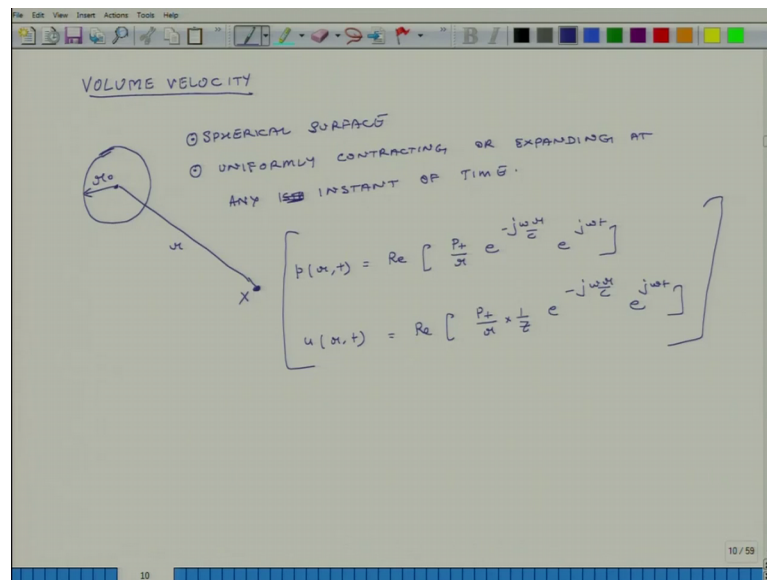 File Edit View Insert Actions Tools Help
VOLUME VELOCITY
⊙ SPHERICAL SURFACE
⊙ UNIFORMLY CONTRACTING OR EXPANDING AT
ANY INSTANT OF TIME.
r0
r
X
p(r,t) = Re [ P+/r e^{-jωr/c} e^{jωt} ]
u(r,t) = Re [ P+/r × 1/Z e^{-jωr/c} e^{jωt} ]
10 / 59
10